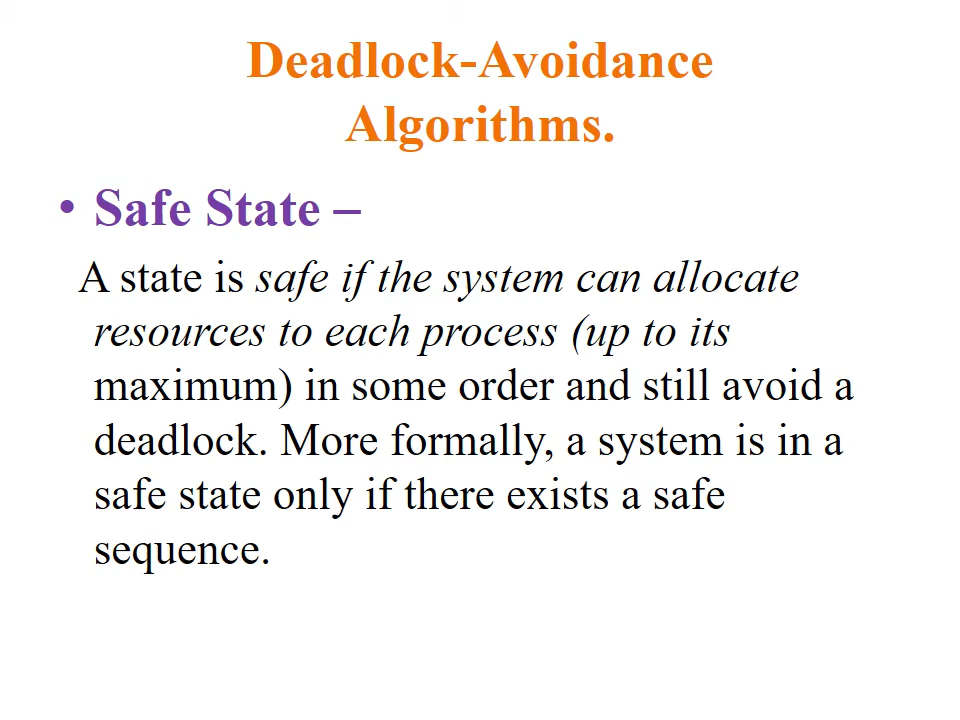 Deadlock-Avoidance
Algorithms.
• Safe State –
A state is safe if the system can allocate
resources to each process (up to its
maximum) in some order and still avoid a
deadlock. More formally, a system is in a
safe state only if there exists a safe
sequence.